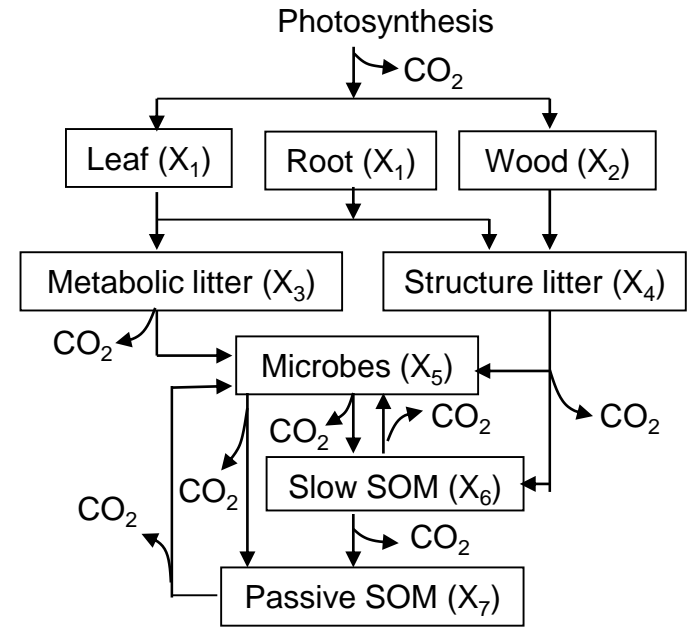 Photosynthesis
CO₂
Leaf (X₁)
Root (X₁)
Wood (X₂)
Metabolic litter (X₃)
Structure litter (X₄)
CO₂
Microbes (X₅)
CO₂
CO₂
CO₂
CO₂
Slow SOM (X₆)
CO₂
CO₂
Passive SOM (X₇)